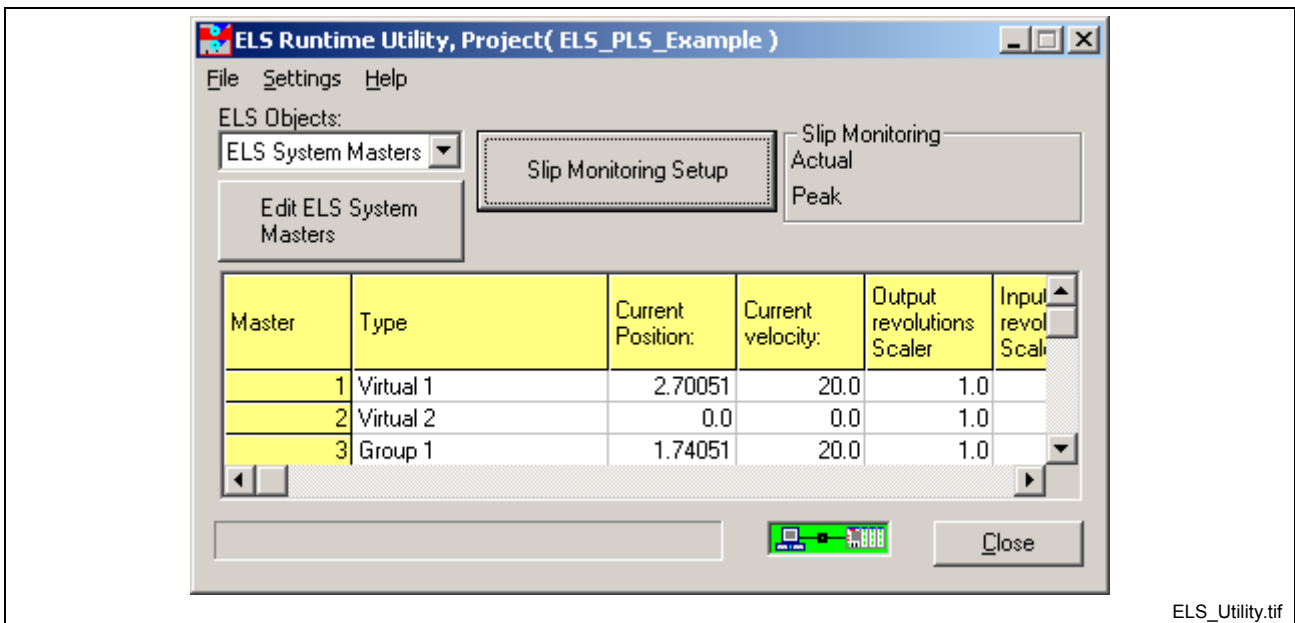 ELS Runtime Utility, Project( ELS_PLS_Example )
File Settings Help
ELS Objects:
ELS System Masters
Edit ELS System
Masters
Slip Monitoring Setup
Slip Monitoring
Actual
Peak
Master Type Current Position: Current velocity: Output revolutions Scaler Input revol Scal
1 Virtual 1 2.70051 20.0 1.0
2 Virtual 2 0.0 0.0 1.0
3 Group 1 1.74051 20.0 1.0
Close
ELS_Utility.tif